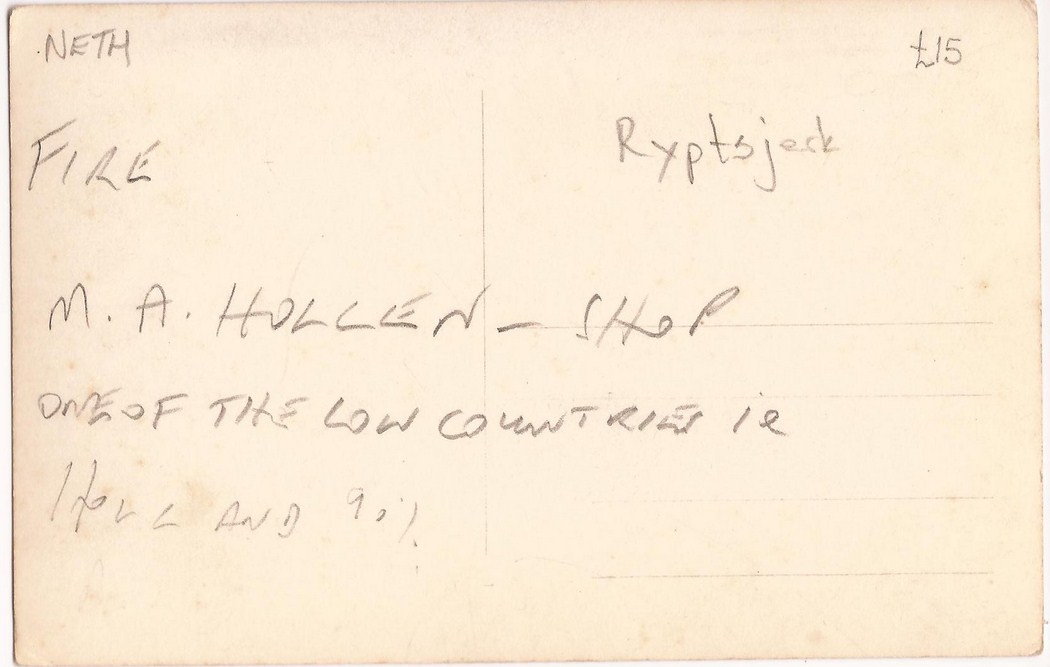 NETH
£15
FIRE
Ryptsjerk
M. A. HOLLEN - SHOP
ONE OF THE LOW COUNTRIES ie
HOLLAND